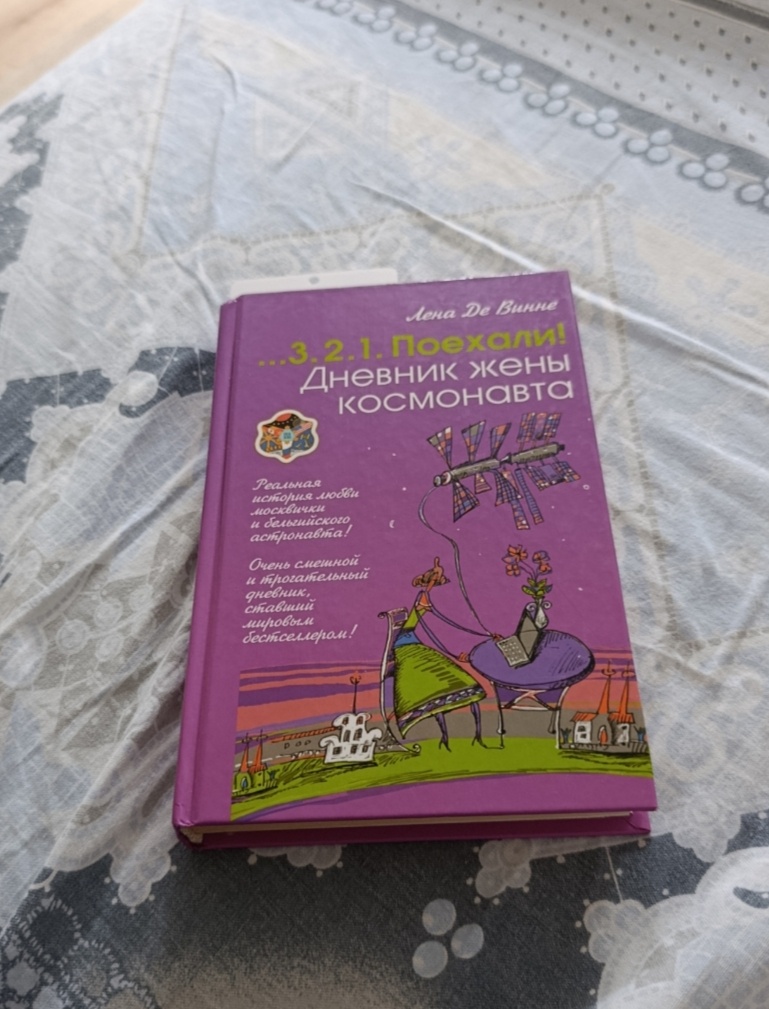 Лена Де Винне
...3.2.1. Поехали!
Дневник жены
космонавта
Реальная
история любви
москвички
и бельгийского
астронавта!
Очень смешной
и трогательный
дневник,
ставший
мировым
бестселлером!